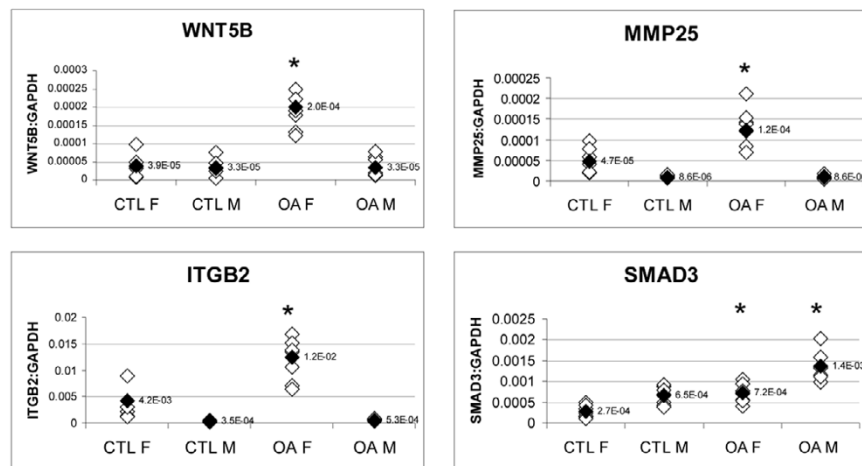 WNT5B
*
0.0003
0.00025
0.0002
0.00015
0.0001
0.00005
0
WNT5B:GAPDH
3.9E-05
3.3E-05
2.0E-04
3.3E-05
CTL F CTL M OA F OA M
MMP25
*
0.00025
0.0002
0.00015
0.0001
0.00005
0
MMP25:GAPDH
4.7E-05
8.6E-06
1.2E-04
CTL F CTL M OA F OA M
ITGB2
*
0.02
0.015
0.01
0.005
0
ITGB2:GAPDH
4.2E-03
3.5E-04
1.2E-02
5.3E-04
CTL F CTL M OA F OA M
SMAD3
* *
0.0025
0.002
0.0015
0.001
0.0005
0
SMAD3:GAPDH
2.7E-04
6.5E-04
7.2E-04
1.4E-03
CTL F CTL M OA F OA M